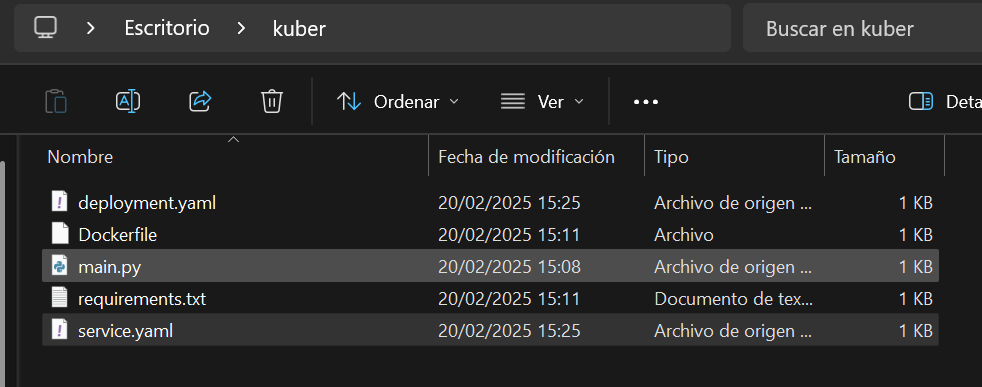 Escritorio kuber Buscar en kuber
Ordenar Ver Deta
Nombre Fecha de modificación Tipo Tamaño
deployment.yaml 20/02/2025 15:25 Archivo de origen ... 1 KB
Dockerfile 20/02/2025 15:11 Archivo 1 KB
main.py 20/02/2025 15:08 Archivo de origen ... 1 KB
requirements.txt 20/02/2025 15:11 Documento de tex... 1 KB
service.yaml 20/02/2025 15:25 Archivo de origen ... 1 KB